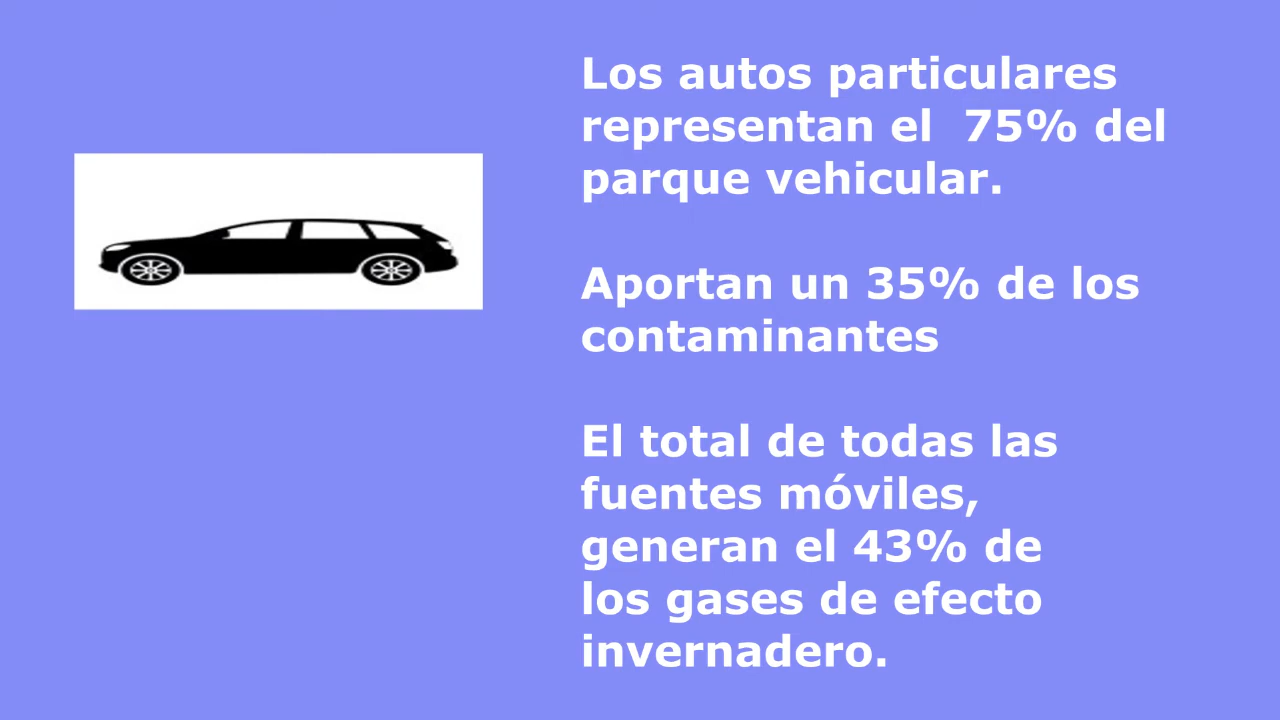 Los autos particulares
representan el  75% del
parque vehicular.
Aportan un 35% de los
contaminantes
El total de todas las
fuentes móviles,
generan el 43% de
los gases de efecto
invernadero.